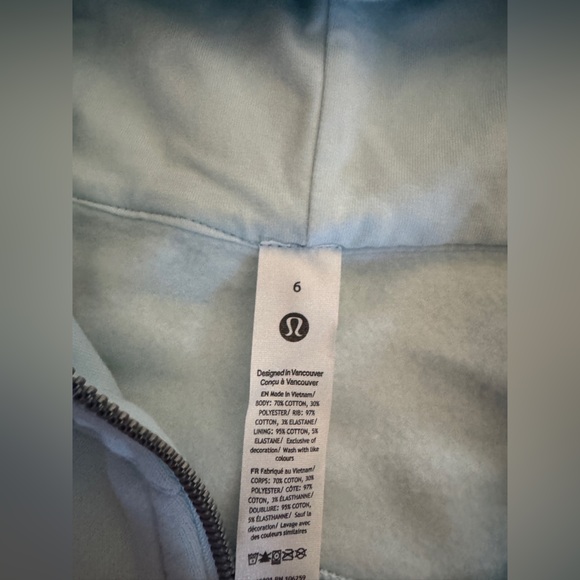 6
Designed in Vancouver
Conçu à Vancouver
EN Made in Vietnam/
BODY: 70% COTTON, 30%
POLYESTER/ RIB: 97%
COTTON, 3% ELASTANE/
LINING: 95% COTTON, 5%
ELASTANE/ Exclusive of
decoration/ Wash with like
colours
FR Fabriqué au Vietnam/
CORPS: 70% COTON, 30%
POLYESTER/ CÔTE: 97%
COTON, 3% ÉLASTHANNE/
DOUBLURE: 95% COTON,
5% ÉLASTHANNE/ Sauf la
décoration/ Lavage avec
des couleurs similaires